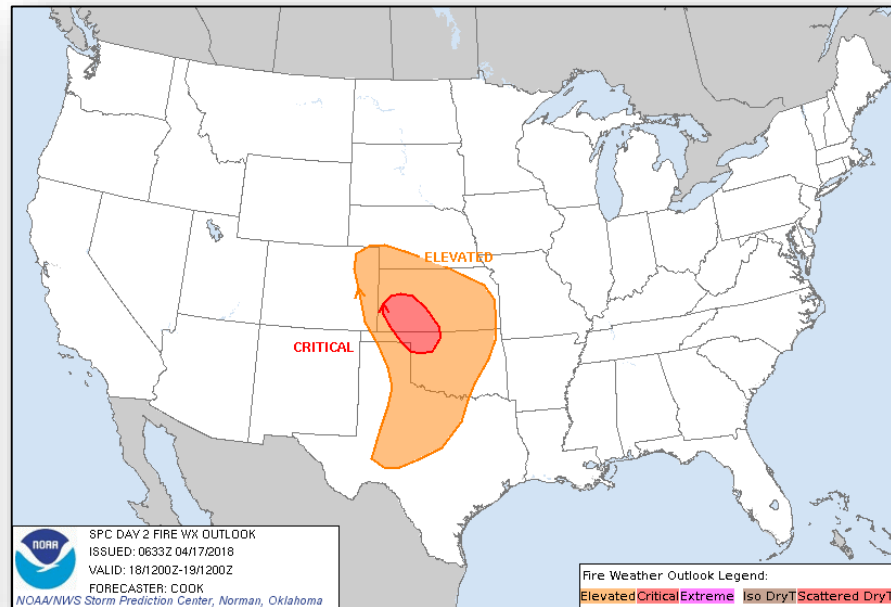 ELEVATED
CRITICAL
NOAA
SPC DAY 2 FIRE WX OUTLOOK
ISSUED: 0633Z 04/17/2018
VALID: 18/1200Z-19/1200Z
FORECASTER: COOK
NOAA/NWS Storm Prediction Center, Norman, Oklahoma
Fire Weather Outlook Legend:
Elevated Critical Extreme Iso DryT Scattered DryT